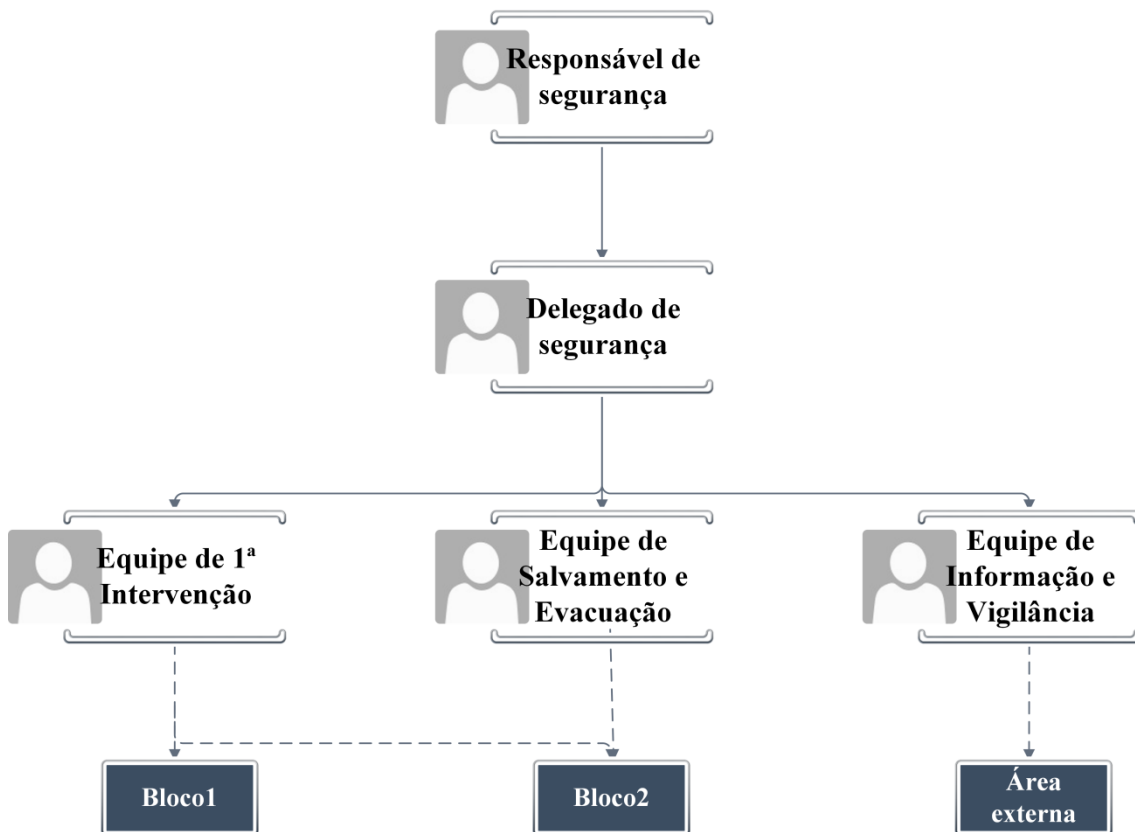 Responsável de
segurança
Delegado de
segurança
Equipe de 1ª
Intervenção
Equipe de
Salvamento e
Evacuação
Equipe de
Informação e
Vigilância
Bloco1
Bloco2
Área
externa